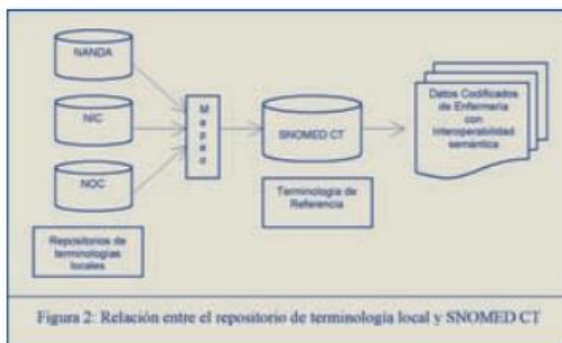 NANDA
NIC
NOC
Mapeo
SNOMED CT
Datos Codificados
de Enfermería
con
Interoperabilidad
semántica
Repositorios de
terminologías
locales
Terminología de
Referencia
Figura 2: Relación entre el repositorio de terminología local y SNOMED CT